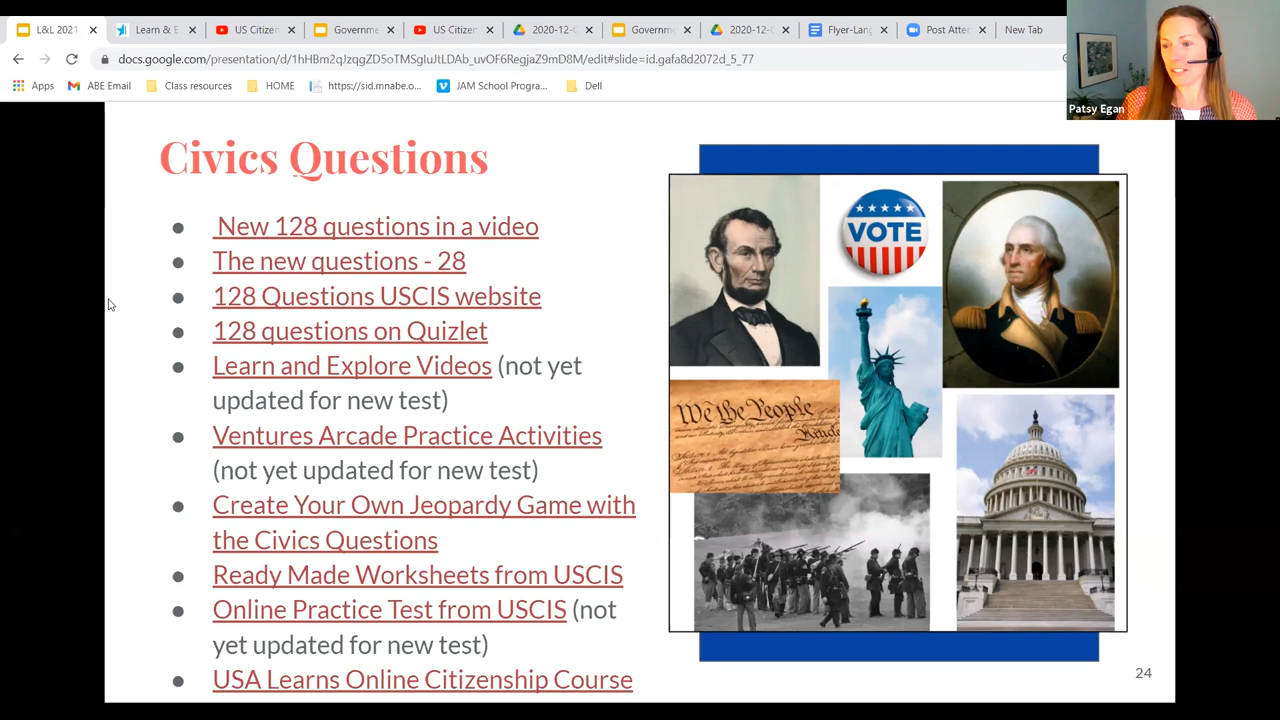 L&L 2021
Learn & E
US Citizen
Governme
US Citizen
2020-12-
Governm
2020-12-
Flyer-Lang
Post Atten
New Tab
docs.google.com/presentation/d/1hHBm2qJzqgZD5oTMSgluJtLDAb_uvOF6RegjaZ9mD8M/edit#slide=id.gafa8d2072d_5_77
Apps
ABE Email
Class resources
HOME
https://sid.mnabe.o...
JAM School Progra...
Dell
Patsy Egan
Civics Questions
● New 128 questions in a video
● The new questions - 28
● 128 Questions USCIS website
● 128 questions on Quizlet
● Learn and Explore Videos (not yet
updated for new test)
● Ventures Arcade Practice Activities
(not yet updated for new test)
● Create Your Own Jeopardy Game with
the Civics Questions
● Ready Made Worksheets from USCIS
● Online Practice Test from USCIS (not
yet updated for new test)
● USA Learns Online Citizenship Course
VOTE
We the People
Article
24